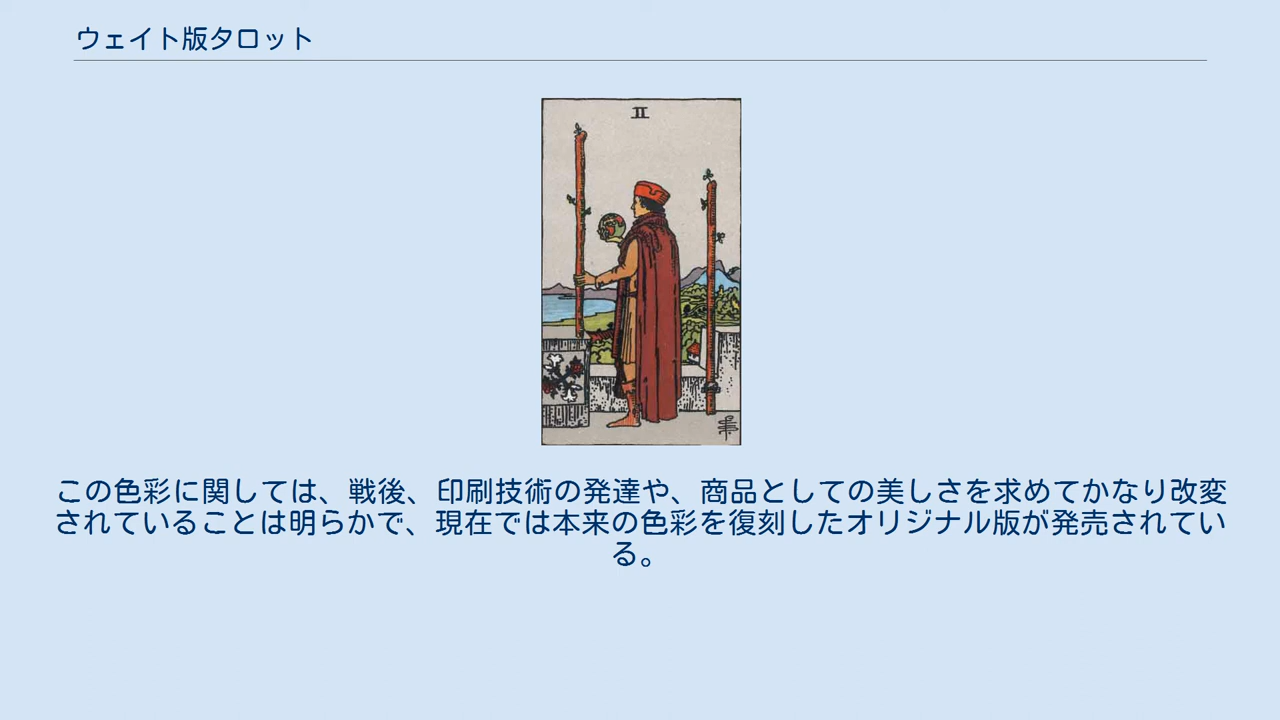 ウェイト版タロット
II
この色彩に関しては、戦後、印刷技術の発達や、商品としての美しさを求めてかなり改変
されていることは明らかで、現在では本来の色彩を復刻したオリジナル版が発売されてい
る。